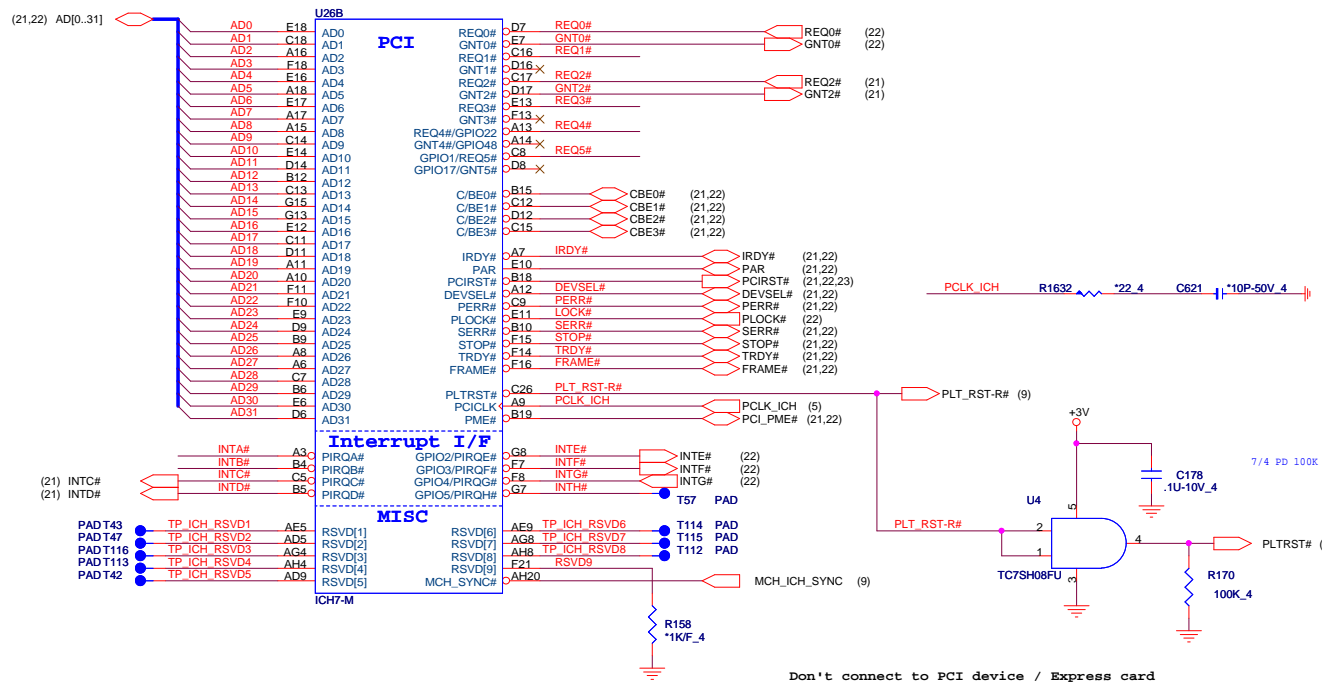 (21,22) AD[0..31]
U26B
PCI
AD0 E18 AD0 REQ0# D7 REQ0# REQ0# (22)
AD1 C18 AD1 GNT0# E7 GNT0# GNT0# (22)
AD2 A16 AD2 REQ1# C16 REQ1#
AD3 F18 AD3 GNT1# D16
AD4 E16 AD4 REQ2# C17 REQ2# REQ2# (21)
AD5 A18 AD5 GNT2# D17 GNT2# GNT2# (21)
AD6 E17 AD6 REQ3# E13 REQ3#
AD7 A17 AD7 GNT3# F13
AD8 A15 AD8 REQ4#/GPIO22 A13 REQ4#
AD9 C14 AD9 GNT4#/GPIO48 A14
AD10 E14 AD10 GPIO1/REQ5# C8 REQ5#
AD11 D14 AD11 GPIO17/GNT5# D8
AD12 B12 AD12
AD13 C13 AD13 C/BE0# B15 CBE0# (21,22)
AD14 G15 AD14 C/BE1# C12 CBE1# (21,22)
AD15 G13 AD15 C/BE2# D12 CBE2# (21,22)
AD16 E12 AD16 C/BE3# C15 CBE3# (21,22)
AD17 C11 AD17
AD18 D11 AD18 IRDY# A7 IRDY# IRDY# (21,22)
AD19 A11 AD19 PAR E10 PAR (21,22)
AD20 A10 AD20 PCIRST# B18 PCIRST# (21,22,23)
AD21 F11 AD21 DEVSEL# A12 DEVSEL# DEVSEL# (21,22)
AD22 F10 AD22 PERR# C9 PERR# PERR# (21,22)
AD23 E9 AD23 PLOCK# E11 LOCK# PLOCK# (22)
AD24 D9 AD24 SERR# B10 SERR# SERR# (21,22)
AD25 B9 AD25 STOP# F15 STOP# STOP# (21,22)
AD26 A8 AD26 TRDY# F14 TRDY# TRDY# (21,22)
AD27 A6 AD27 FRAME# F16 FRAME# FRAME# (21,22)
AD28 C7 AD28
AD29 B6 AD29 PLTRST# C26 PLT_RST-R# PLT_RST-R# (9)
AD30 E6 AD30 PCICLK A9 PCLK_ICH PCLK_ICH (5)
AD31 D6 AD31 PME# B19 PCI_PME# (21,22)
PCLK_ICH R1632 *22_4 C621 *10P-50V_4
Interrupt I/F
INTA# A3 PIRQA# GPIO2/PIRQE# G8 INTE# INTE# (22)
INTB# B4 PIRQB# GPIO3/PIRQF# F7 INTF# INTF# (22)
(21) INTC# INTC# C5 PIRQC# GPIO4/PIRQG# F8 INTG# INTG# (22)
(21) INTD# INTD# B5 PIRQD# GPIO5/PIRQH# G7 INTH# T57 PAD
MISC
PAD T43 TP_ICH_RSVD1 AE5 RSVD[1] RSVD[6] AE9 TP_ICH_RSVD6 T114 PAD
PAD T47 TP_ICH_RSVD2 AD5 RSVD[2] RSVD[7] AG8 TP_ICH_RSVD7 T115 PAD
PAD T116 TP_ICH_RSVD3 AG4 RSVD[3] RSVD[8] AH8 TP_ICH_RSVD8 T112 PAD
PAD T113 TP_ICH_RSVD4 AH4 RSVD[4] RSVD[9] F21 RSVD9
PAD T42 TP_ICH_RSVD5 AD9 RSVD[5] MCH_SYNC# AH20 MCH_ICH_SYNC (9)
ICH7-M
R158
*1K/F_4
+3V
C178
.1U-10V_4
7/4 PD 100K
U4
5
PLT_RST-R# 2
1
4
3
TC7SH08FU
PLTRST# (
R170
100K_4
Don't connect to PCI device / Express card